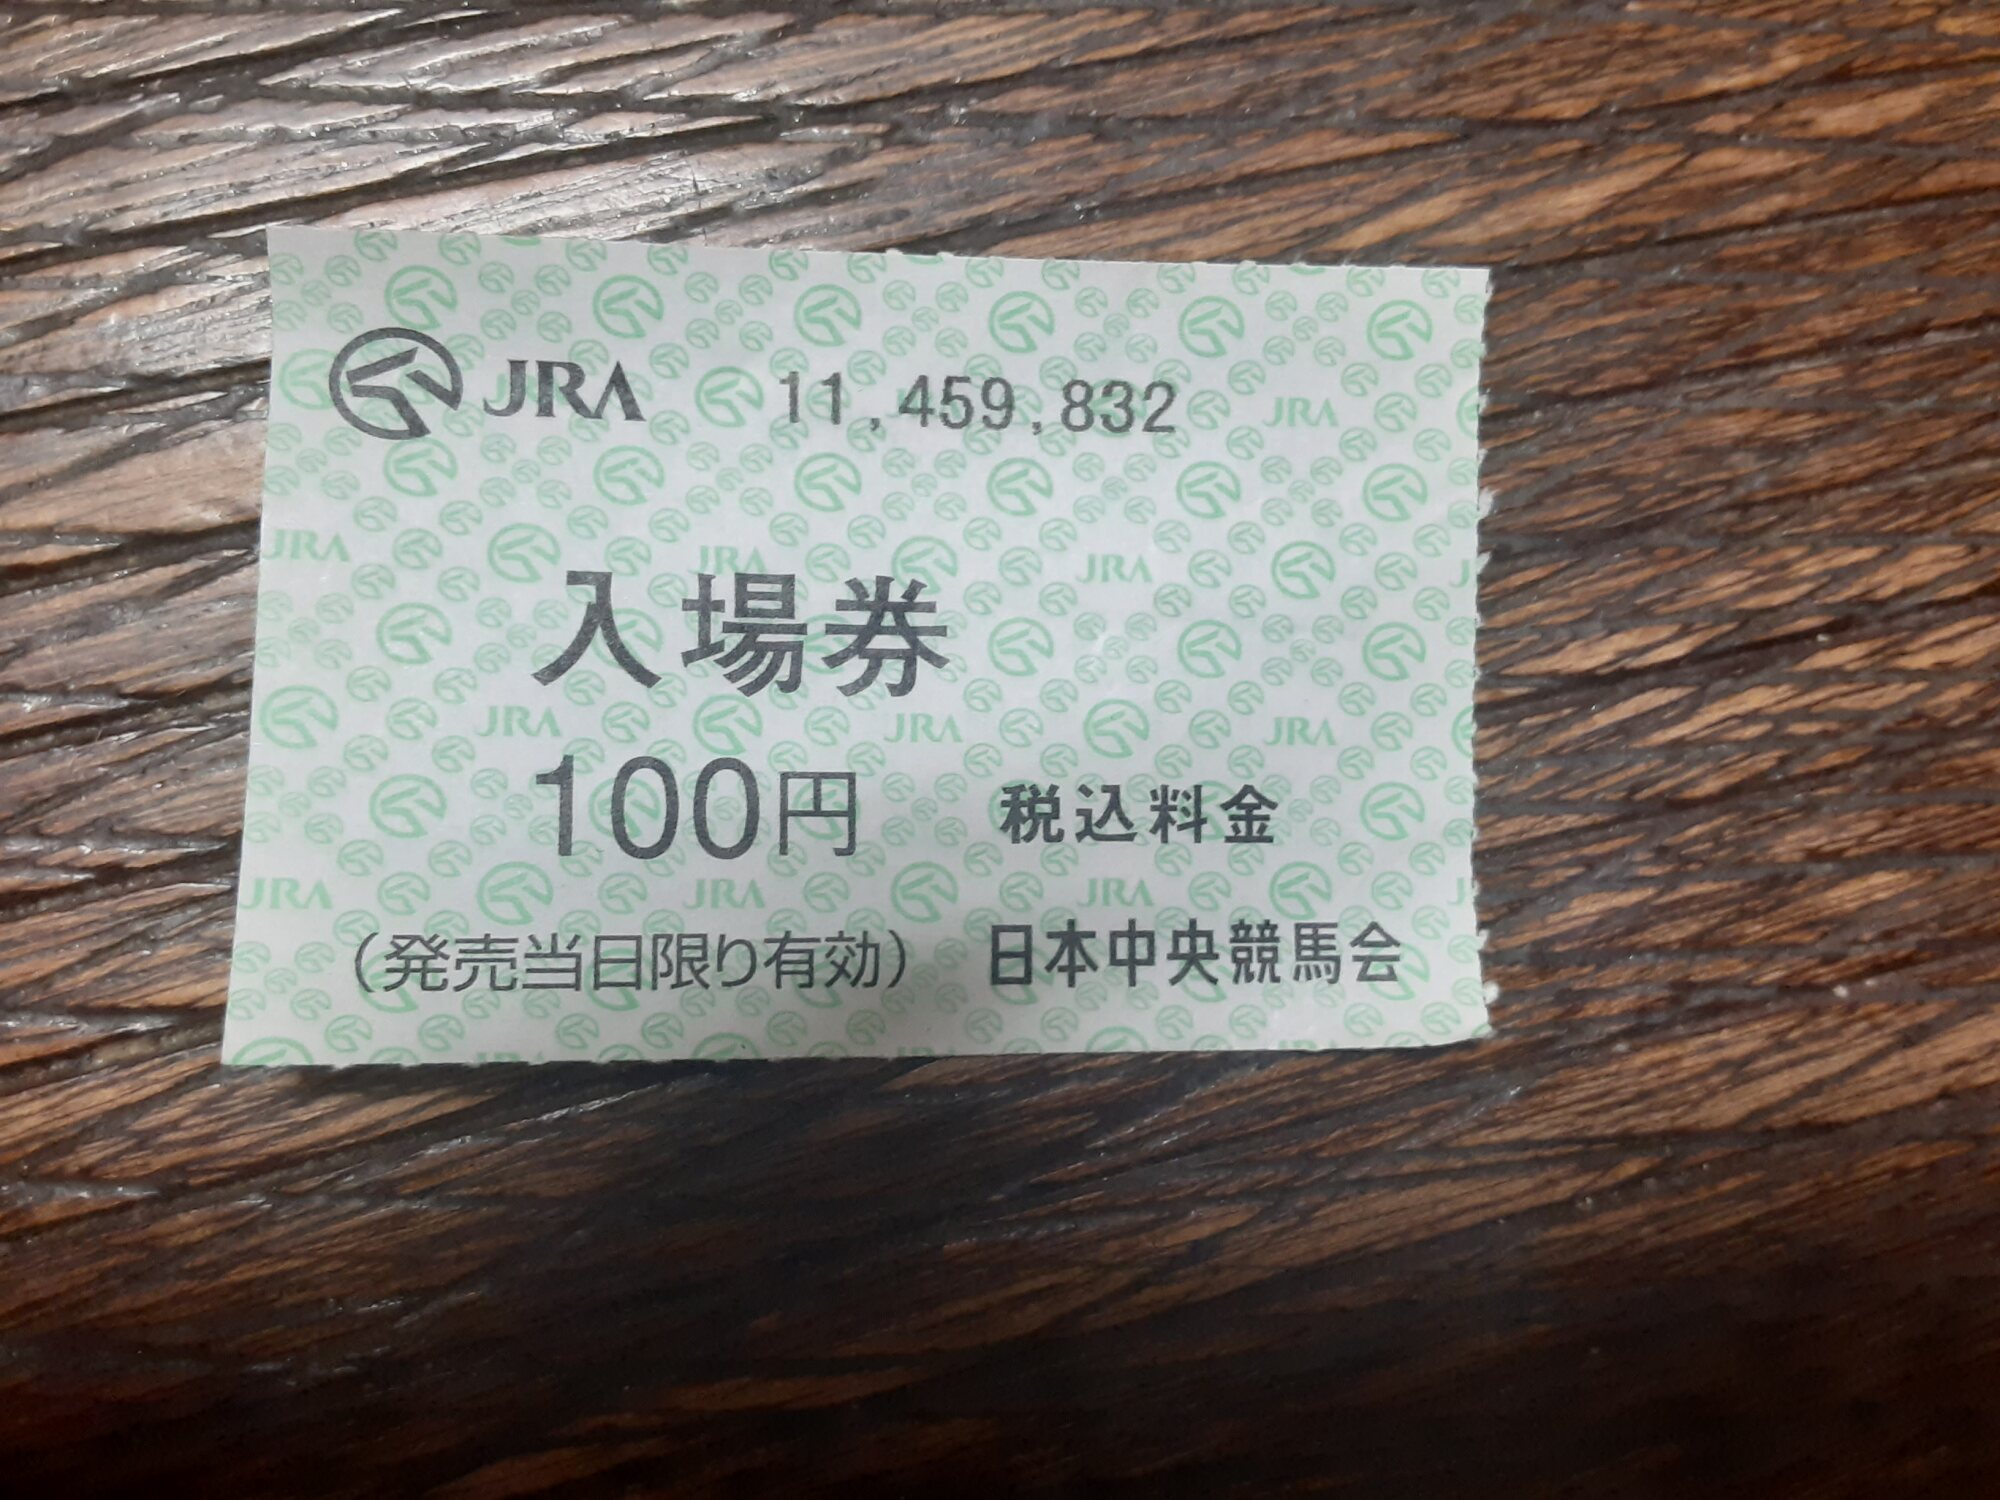 JRA 11,459,832
入場券
100円 税込料金
（発売当日限り有効） 日本中央競馬会